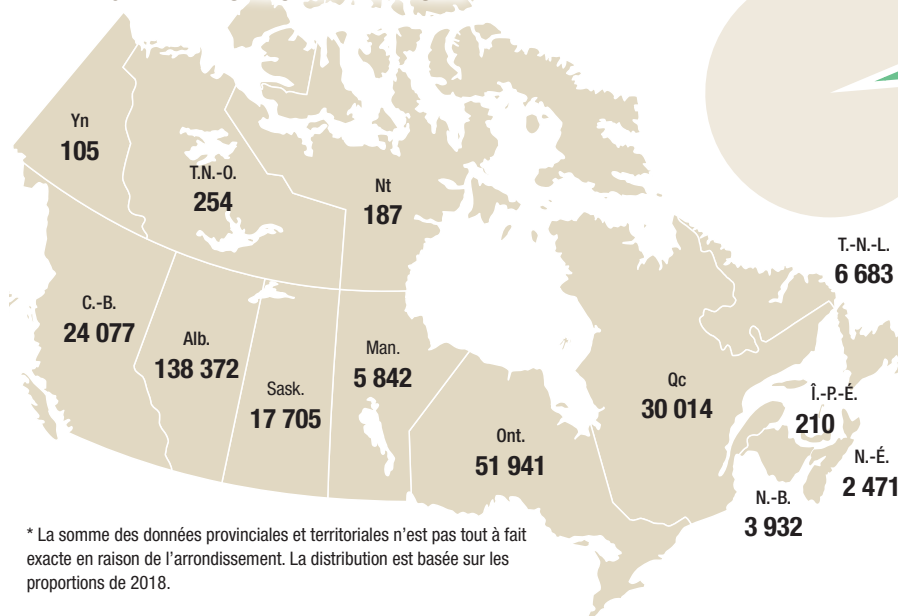 Yn
105
T.N.-O.
254
Nt
187
T.-N.-L.
6 683
C.-B.
24 077
Alb.
138 372
Sask.
17 705
Man.
5 842
Ont.
51 941
Qc
30 014
Î.-P.-É.
210
N.-É.
2 471
N.-B.
3 932
* La somme des données provinciales et territoriales n’est pas tout à fait
exacte en raison de l’arrondissement. La distribution est basée sur les
proportions de 2018.